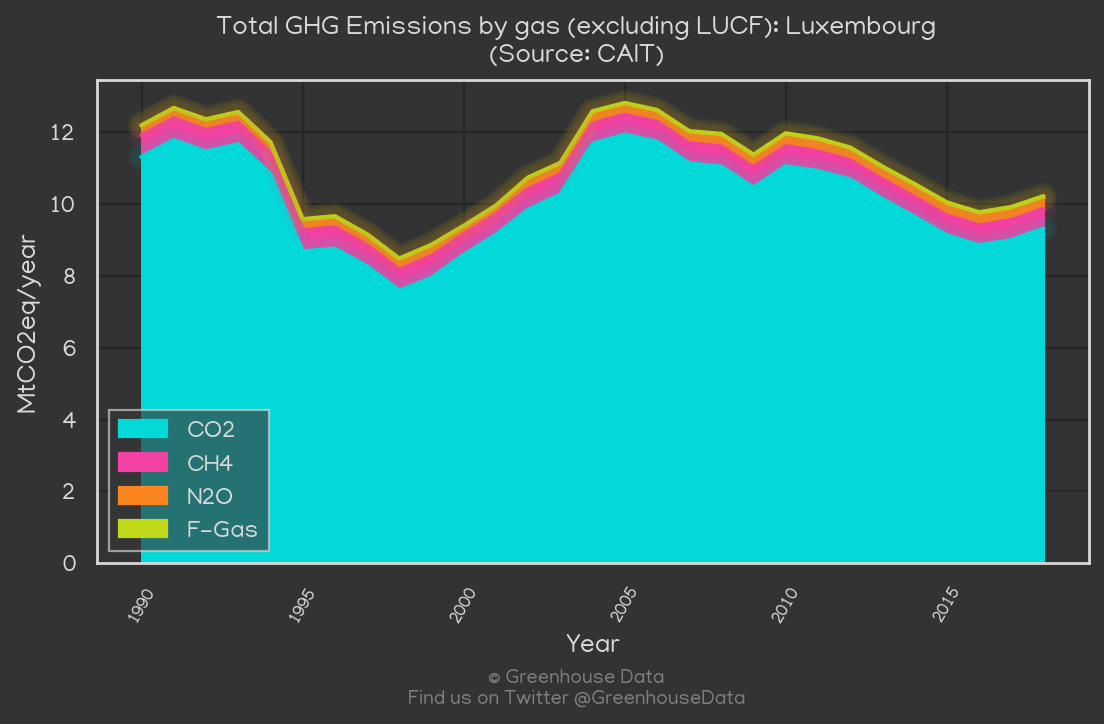 Total GHG Emissions by gas (excluding LUCF): Luxembourg
(Source: CAIT)
MtCO2eq/year
12
10
8
6
4
2
0
CO2
CH4
N2O
F-Gas
1990
1995
2000
2005
2010
2015
Year
© Greenhouse Data
Find us on Twitter @GreenhouseData